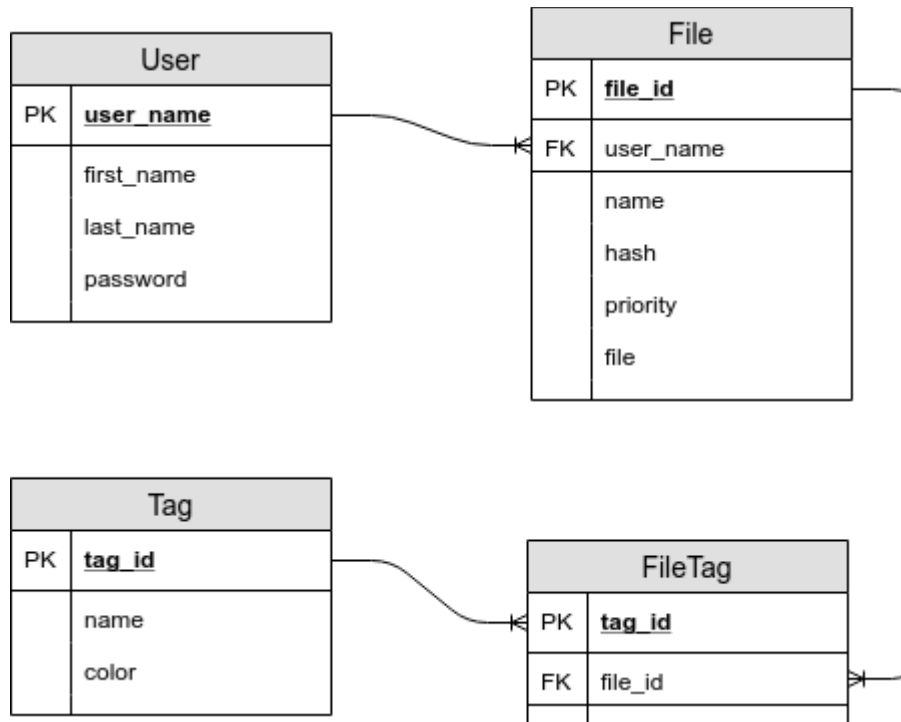 User
PK user_name
first_name
last_name
password
File
PK file_id
FK user_name
name
hash
priority
file
Tag
PK tag_id
name
color
FileTag
PK tag_id
FK file_id